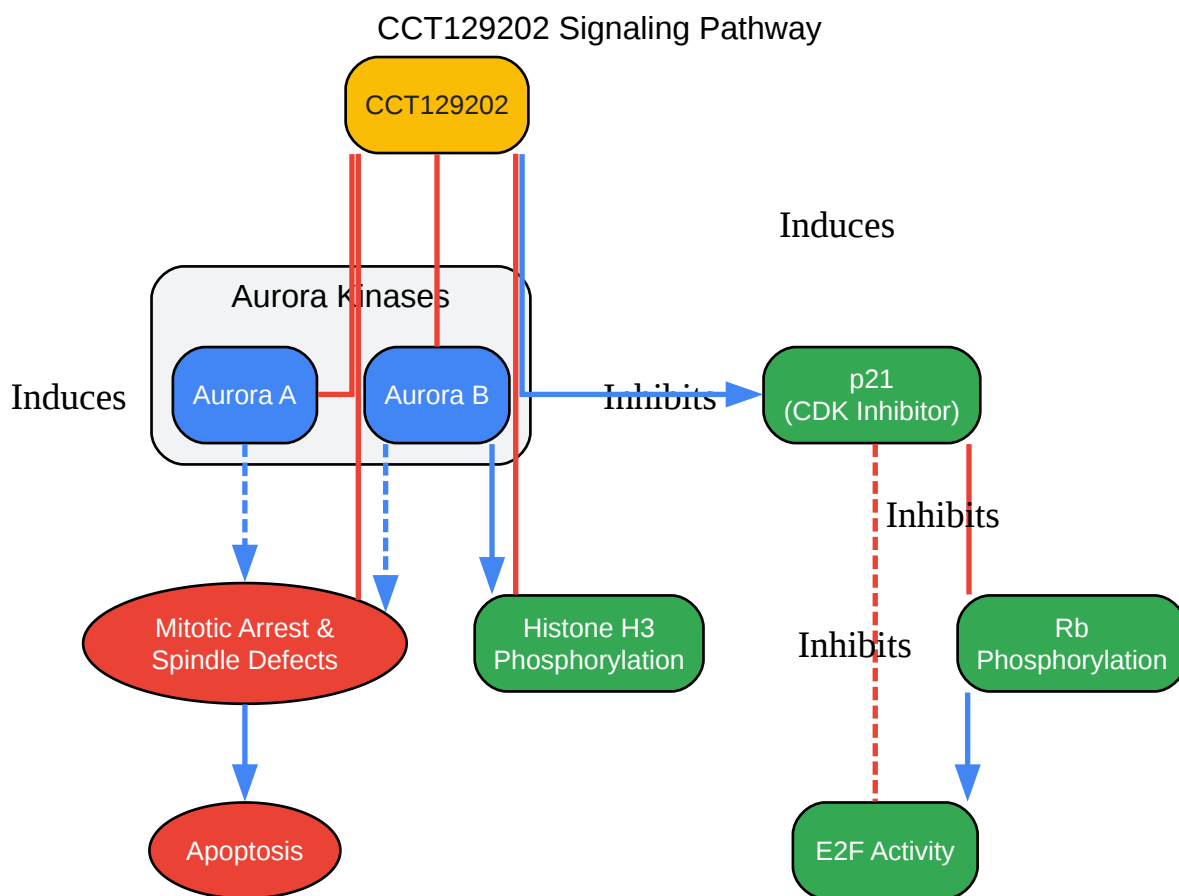 CCT129202 Signaling Pathway
CCT129202
Induces
Aurora Kinases
Induces
Aurora A
Aurora B
Inhibits
p21
(CDK Inhibitor)
Inhibits
Mitotic Arrest &
Spindle Defects
Histone H3
Phosphorylation
Inhibits
Rb
Phosphorylation
Apoptosis
E2F Activity